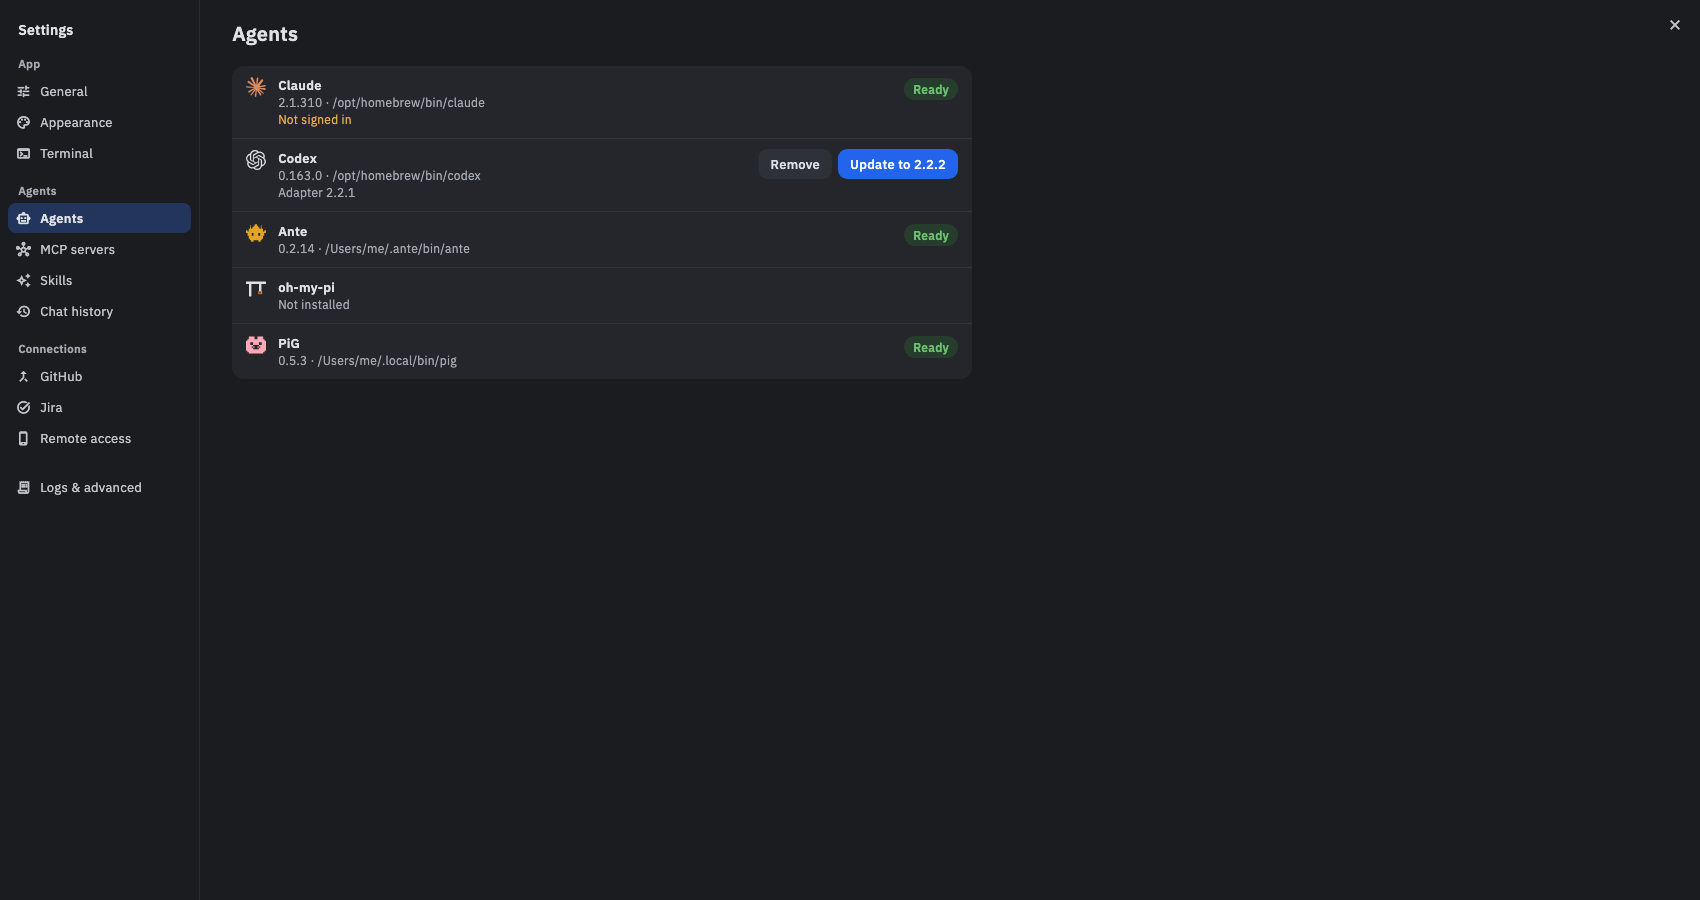 Settings
App
General
Appearance
Terminal
Agents
Agents
MCP servers
Skills
Chat history
Connections
GitHub
Jira
Remote access
Logs & advanced
Agents
Claude
2.1.310 · /opt/homebrew/bin/claude
Not signed in
Ready
Codex
0.163.0 · /opt/homebrew/bin/codex
Adapter 2.2.1
Remove
Update to 2.2.2
Ante
0.2.14 · /Users/me/.ante/bin/ante
Ready
oh-my-pi
Not installed
PiG
0.5.3 · /Users/me/.local/bin/pig
Ready